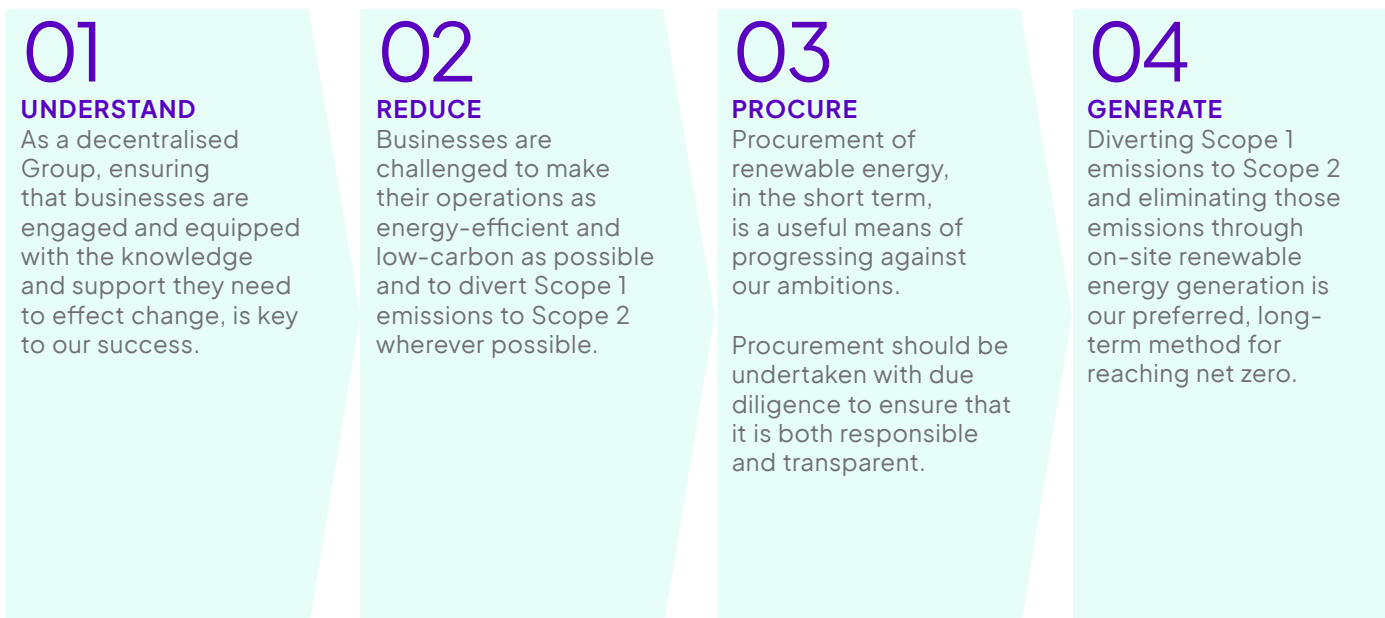 01
UNDERSTAND
As a decentralised
Group, ensuring
that businesses are
engaged and equipped
with the knowledge
and support they need
to effect change, is key
to our success.
02
REDUCE
Businesses are
challenged to make
their operations as
energy-efficient and
low-carbon as possible
and to divert Scope 1
emissions to Scope 2
wherever possible.
03
PROCURE
Procurement of
renewable energy,
in the short term,
is a useful means of
progressing against
our ambitions.
Procurement should be
undertaken with due
diligence to ensure that
it is both responsible
and transparent.
04
GENERATE
Diverting Scope 1
emissions to Scope 2
and eliminating those
emissions through
on-site renewable
energy generation is
our preferred, long-
term method for
reaching net zero.